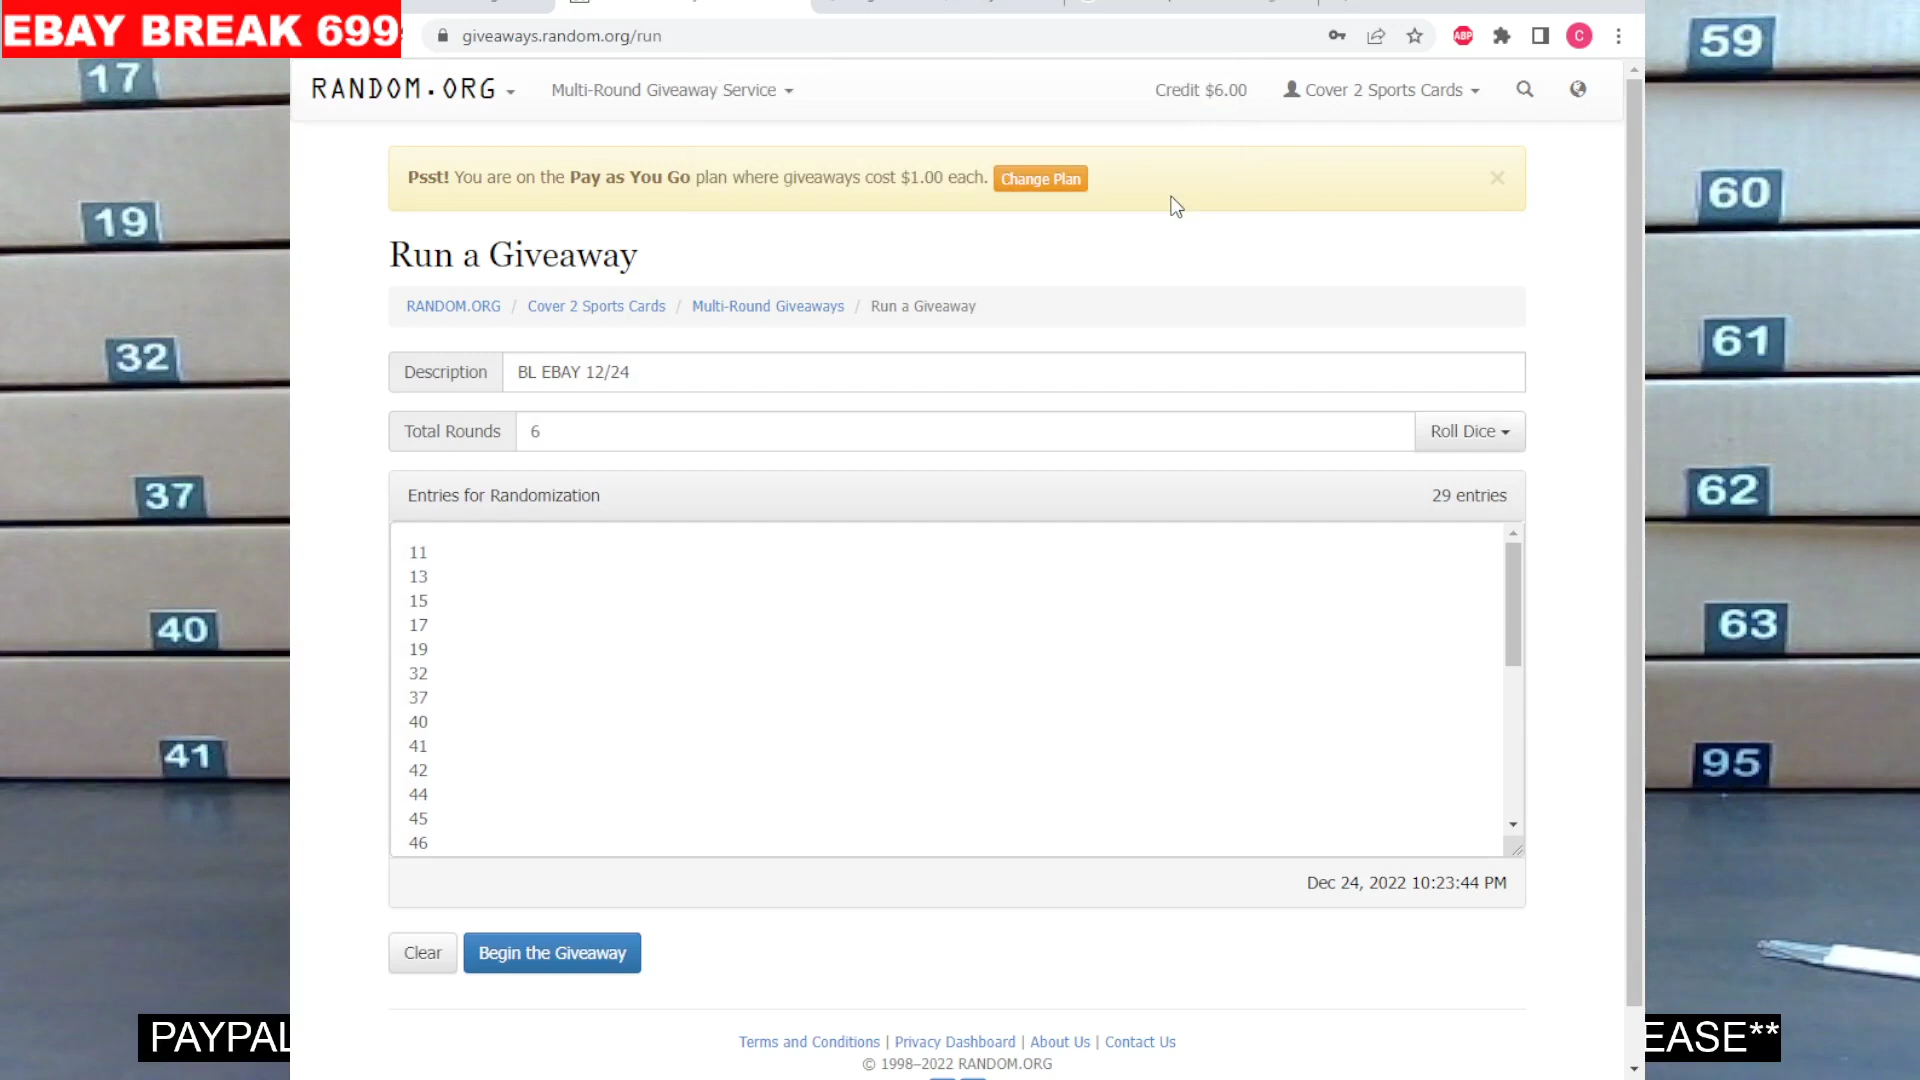 EBAY BREAK 699
giveaways.random.org/run
ABP
C
RANDOM.ORG
Multi-Round Giveaway Service
Credit $6.00
Cover 2 Sports Cards
Psst! You are on the Pay as You Go plan where giveaways cost $1.00 each.
Change Plan
×
Run a Giveaway
RANDOM.ORG / Cover 2 Sports Cards / Multi-Round Giveaways / Run a Giveaway
Description
BL EBAY 12/24
Total Rounds
6
Roll Dice
Entries for Randomization
29 entries
11
13
15
17
19
32
37
40
41
42
44
45
46
Dec 24, 2022 10:23:44 PM
Clear
Begin the Giveaway
Terms and Conditions | Privacy Dashboard | About Us | Contact Us
© 1998–2022 RANDOM.ORG
17
19
32
37
40
41
59
60
61
62
63
95
PAYPAL
EASE**